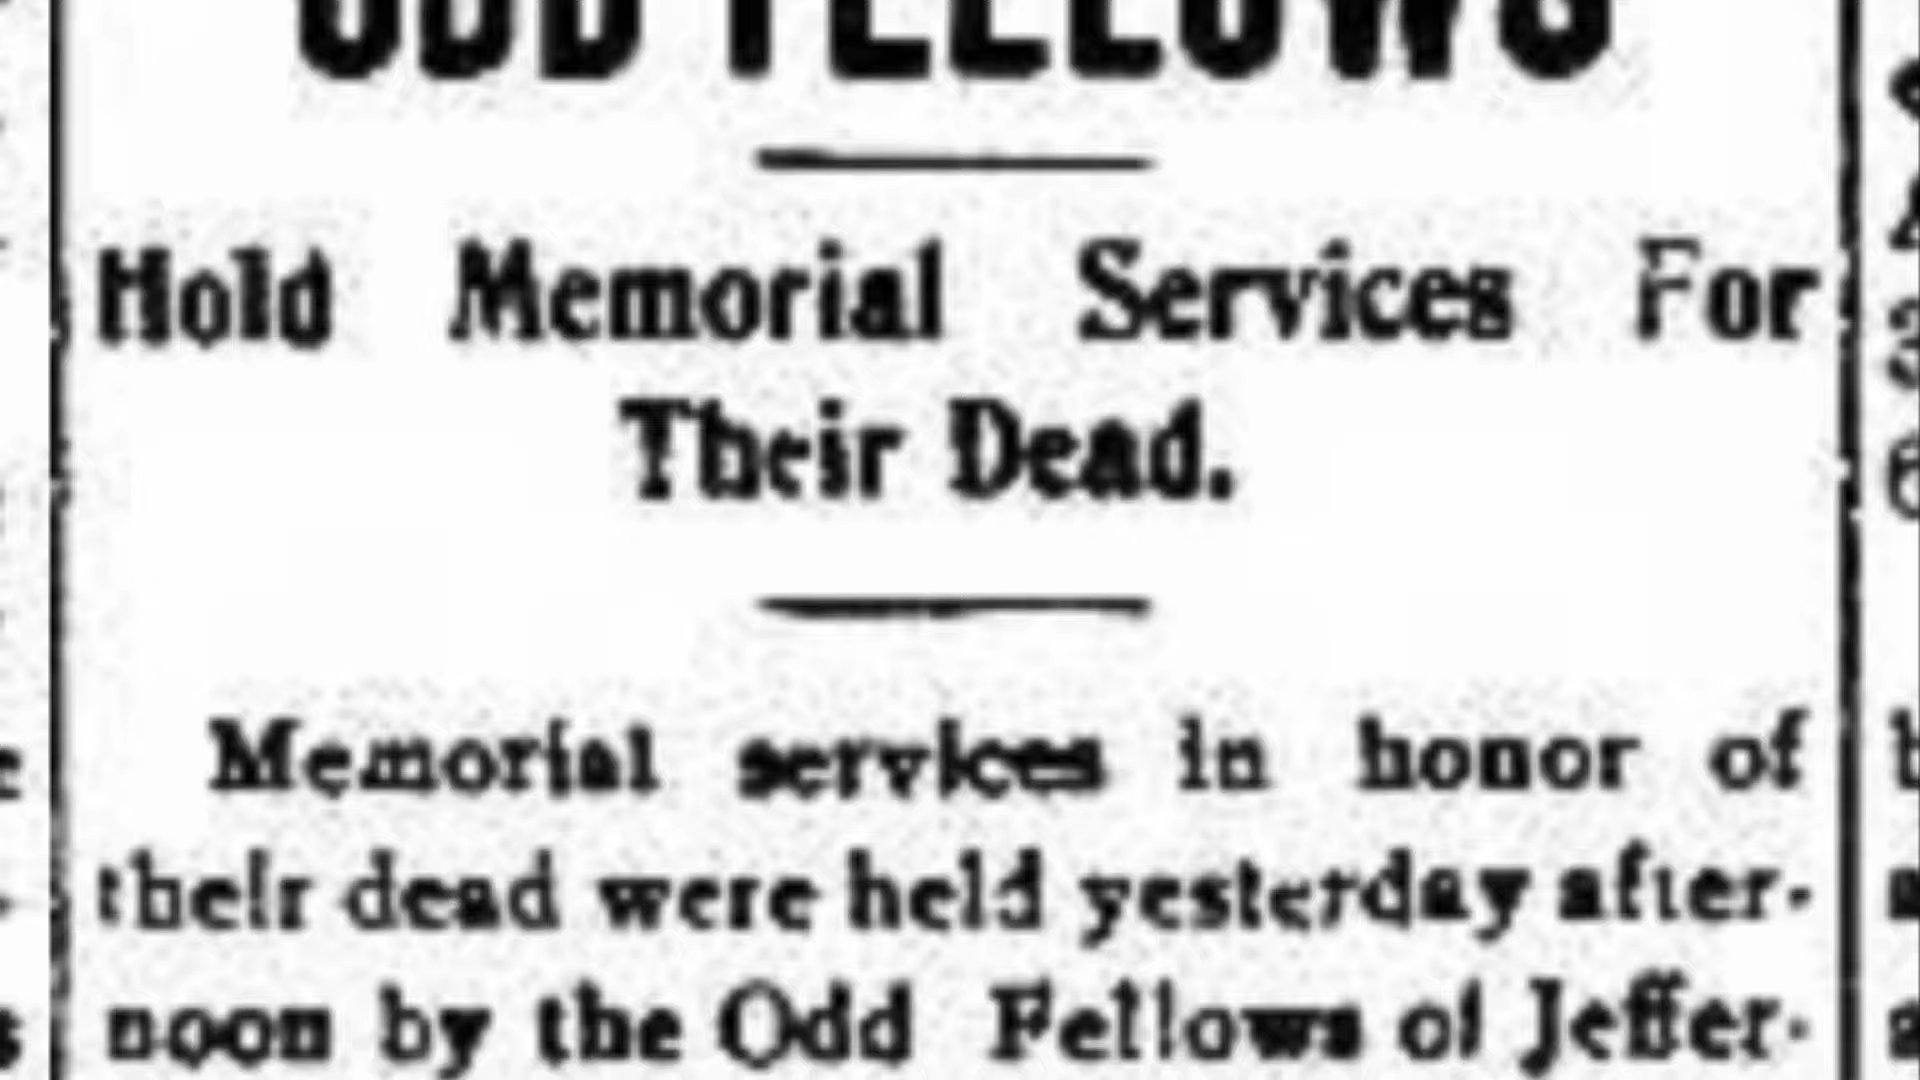 ODD FELLOWS
Hold Memorial Services For
Their Dead.
Memorial services in honor of
their dead were held yesterday after-
noon by the Odd Fellows of Jeffer-